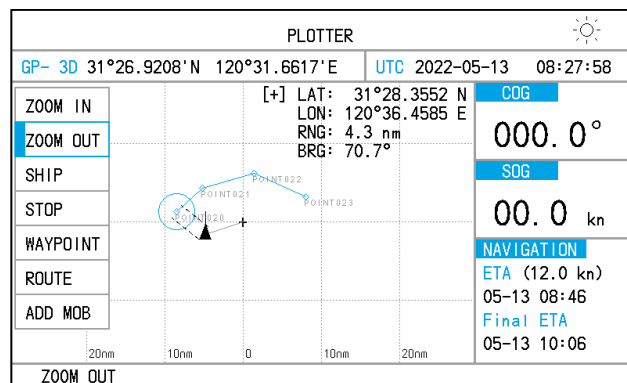 PLOTTER
GP- 3D 31°26.9208'N 120°31.6617'E
UTC 2022-05-13 08:27:58
ZOOM IN
ZOOM OUT
SHIP
STOP
WAYPOINT
ROUTE
ADD MOB
[+] LAT: 31°28.3552 N
LON: 120°36.4585 E
RNG: 4.3 nm
BRG: 70.7°
POINT022
POINT021
POINT023
POINT020
20nm 10nm 0 10nm 20nm
COG
000.0°
SOG
00.0 kn
NAVIGATION
ETA (12.0 kn)
05-13 08:46
Final ETA
05-13 10:06
ZOOM OUT